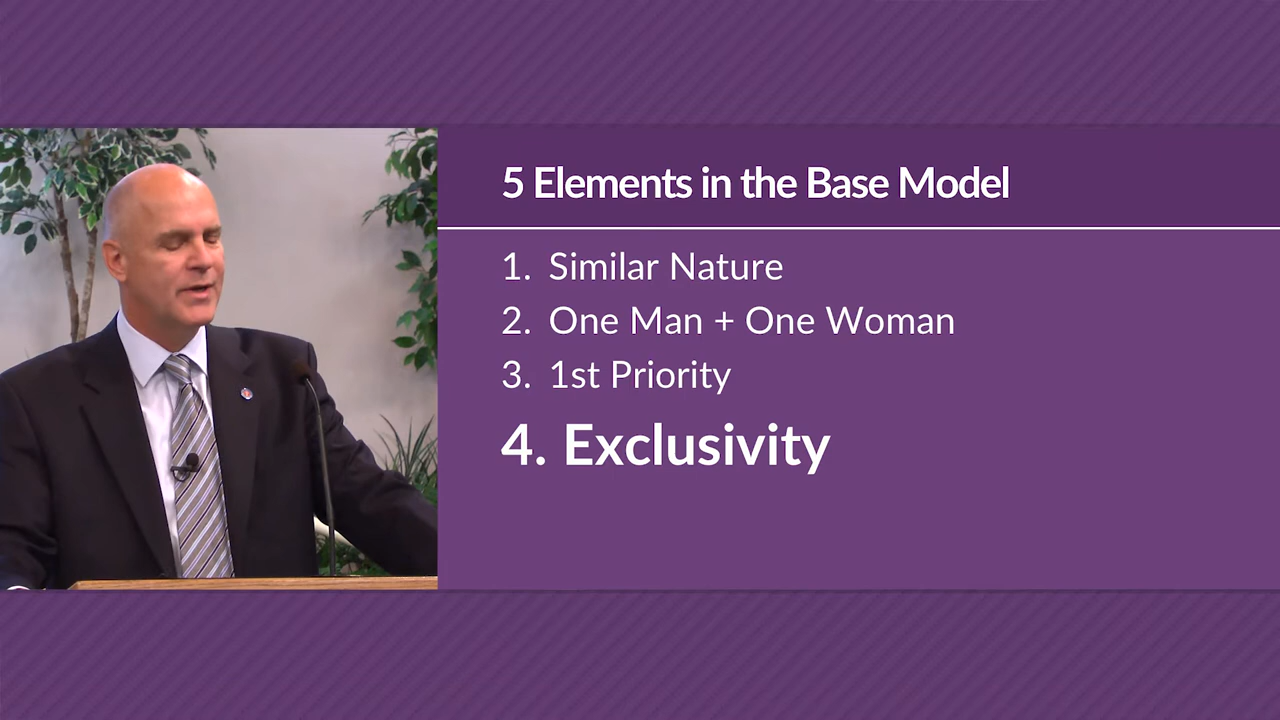 5 Elements in the Base Model
1. Similar Nature
2. One Man + One Woman
3. 1st Priority
4. Exclusivity